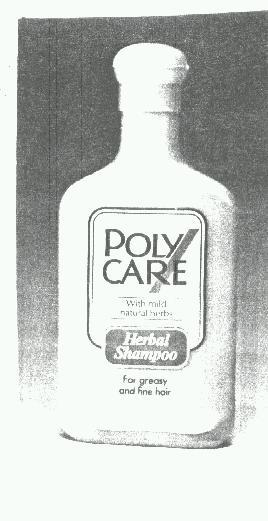 POLY
CARE
With mild
natural herbs
Herbal
Shampoo
For greasy
and fine hair